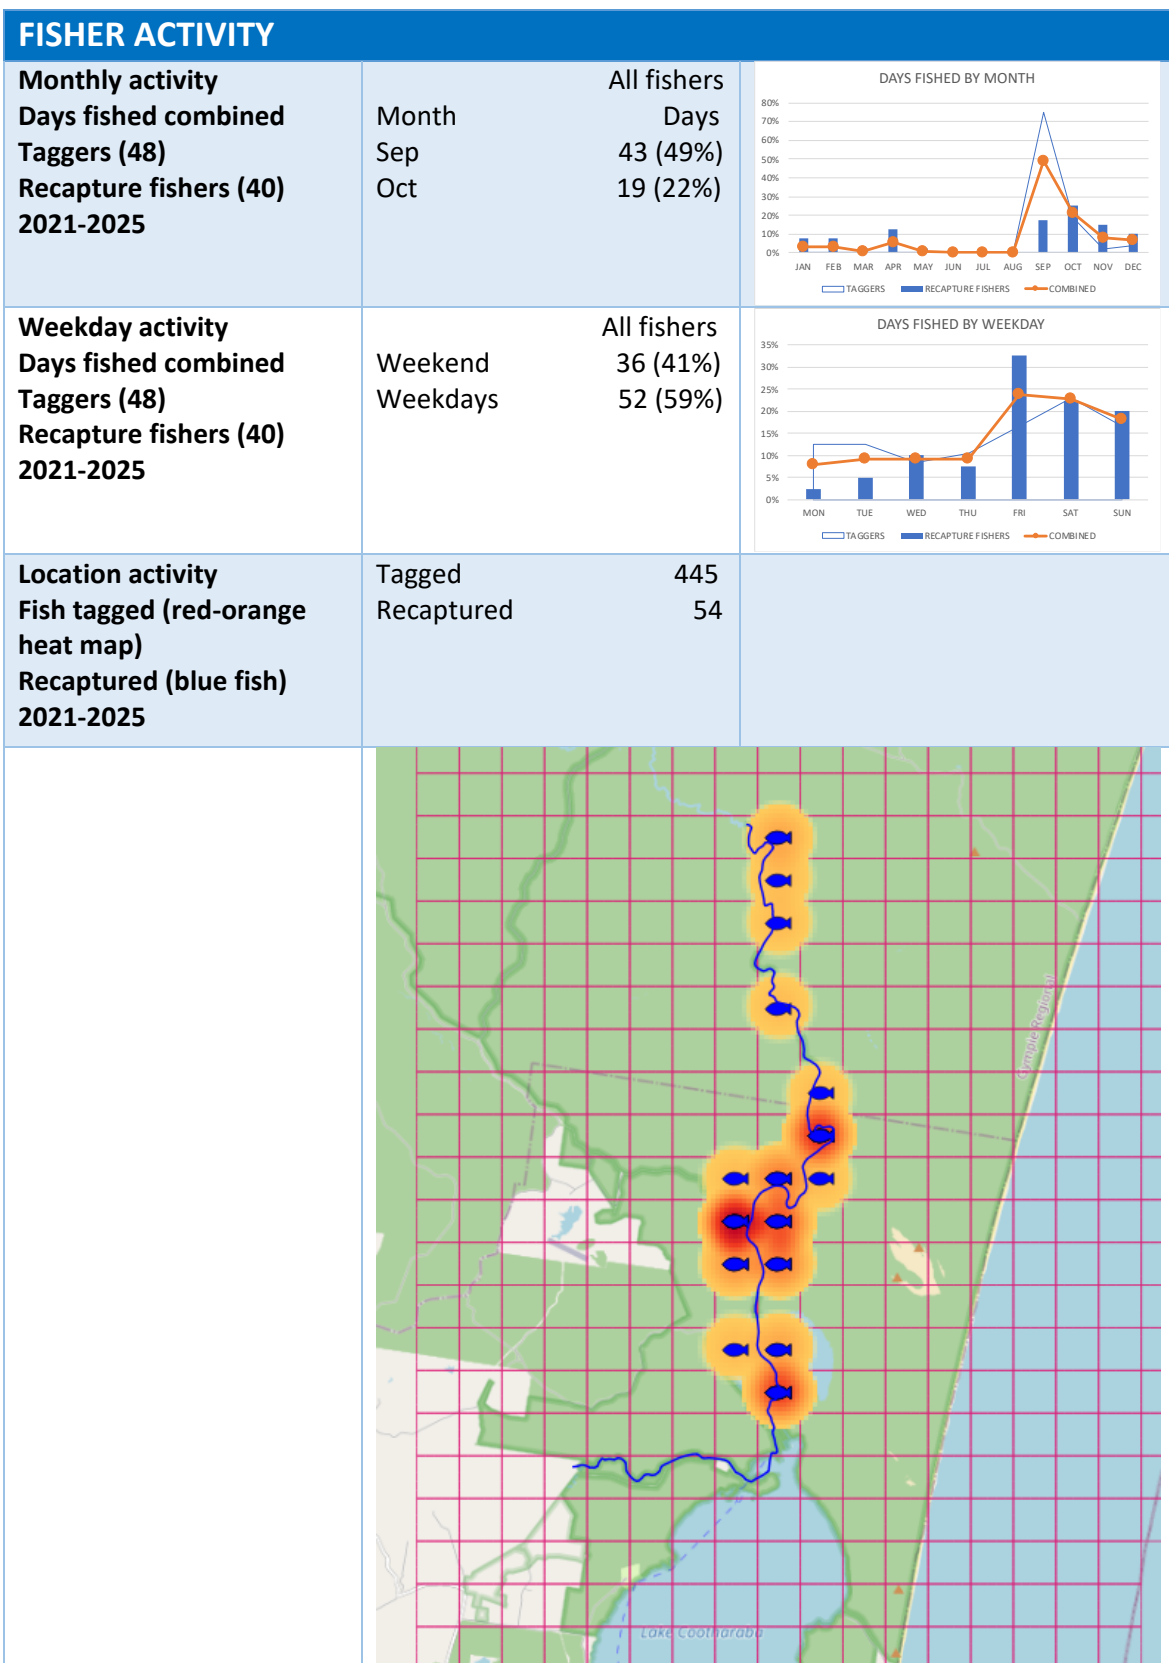 FISHER ACTIVITY
Monthly activity
Days fished combined
Taggers (48)
Recapture fishers (40)
2021-2025
All fishers
Month Days
Sep 43 (49%)
Oct 19 (22%)
DAYS FISHED BY MONTH
80%
70%
60%
50%
40%
30%
20%
10%
0%
JAN FEB MAR APR MAY JUN JUL AUG SEP OCT NOV DEC
TAGGERS RECAPTURE FISHERS COMBINED
Weekday activity
Days fished combined
Taggers (48)
Recapture fishers (40)
2021-2025
All fishers
Weekend 36 (41%)
Weekdays 52 (59%)
DAYS FISHED BY WEEKDAY
35%
30%
25%
20%
15%
10%
5%
0%
MON TUE WED THU FRI SAT SUN
TAGGERS RECAPTURE FISHERS COMBINED
Location activity
Fish tagged (red-orange
heat map)
Recaptured (blue fish)
2021-2025
Tagged 445
Recaptured 54
Gympie Regional
Lake Cootharaba